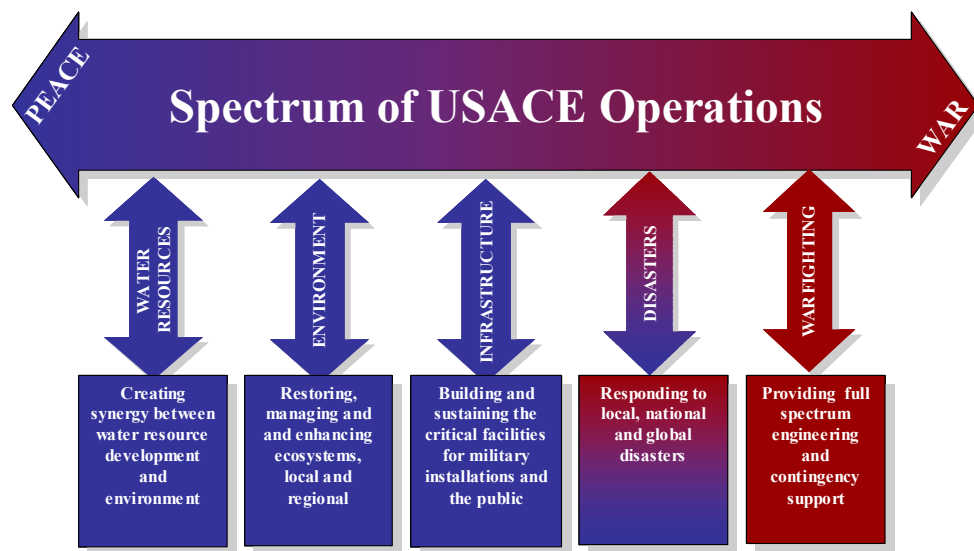 PEACE
Spectrum of USACE Operations
WAR
WATER
RESOURCES
ENVIRONMENT
INFRASTRUCTURE
DISASTERS
WARFIGHTING
Creating
synergy between
water resource
development
and
environment
Restoring,
managing and
and enhancing
ecosystems,
local and
regional
Building and
sustaining the
critical facilities
for military
installations and
the public
Responding to
local, national
and global
disasters
Providing full
spectrum
engineering
and
contingency
support